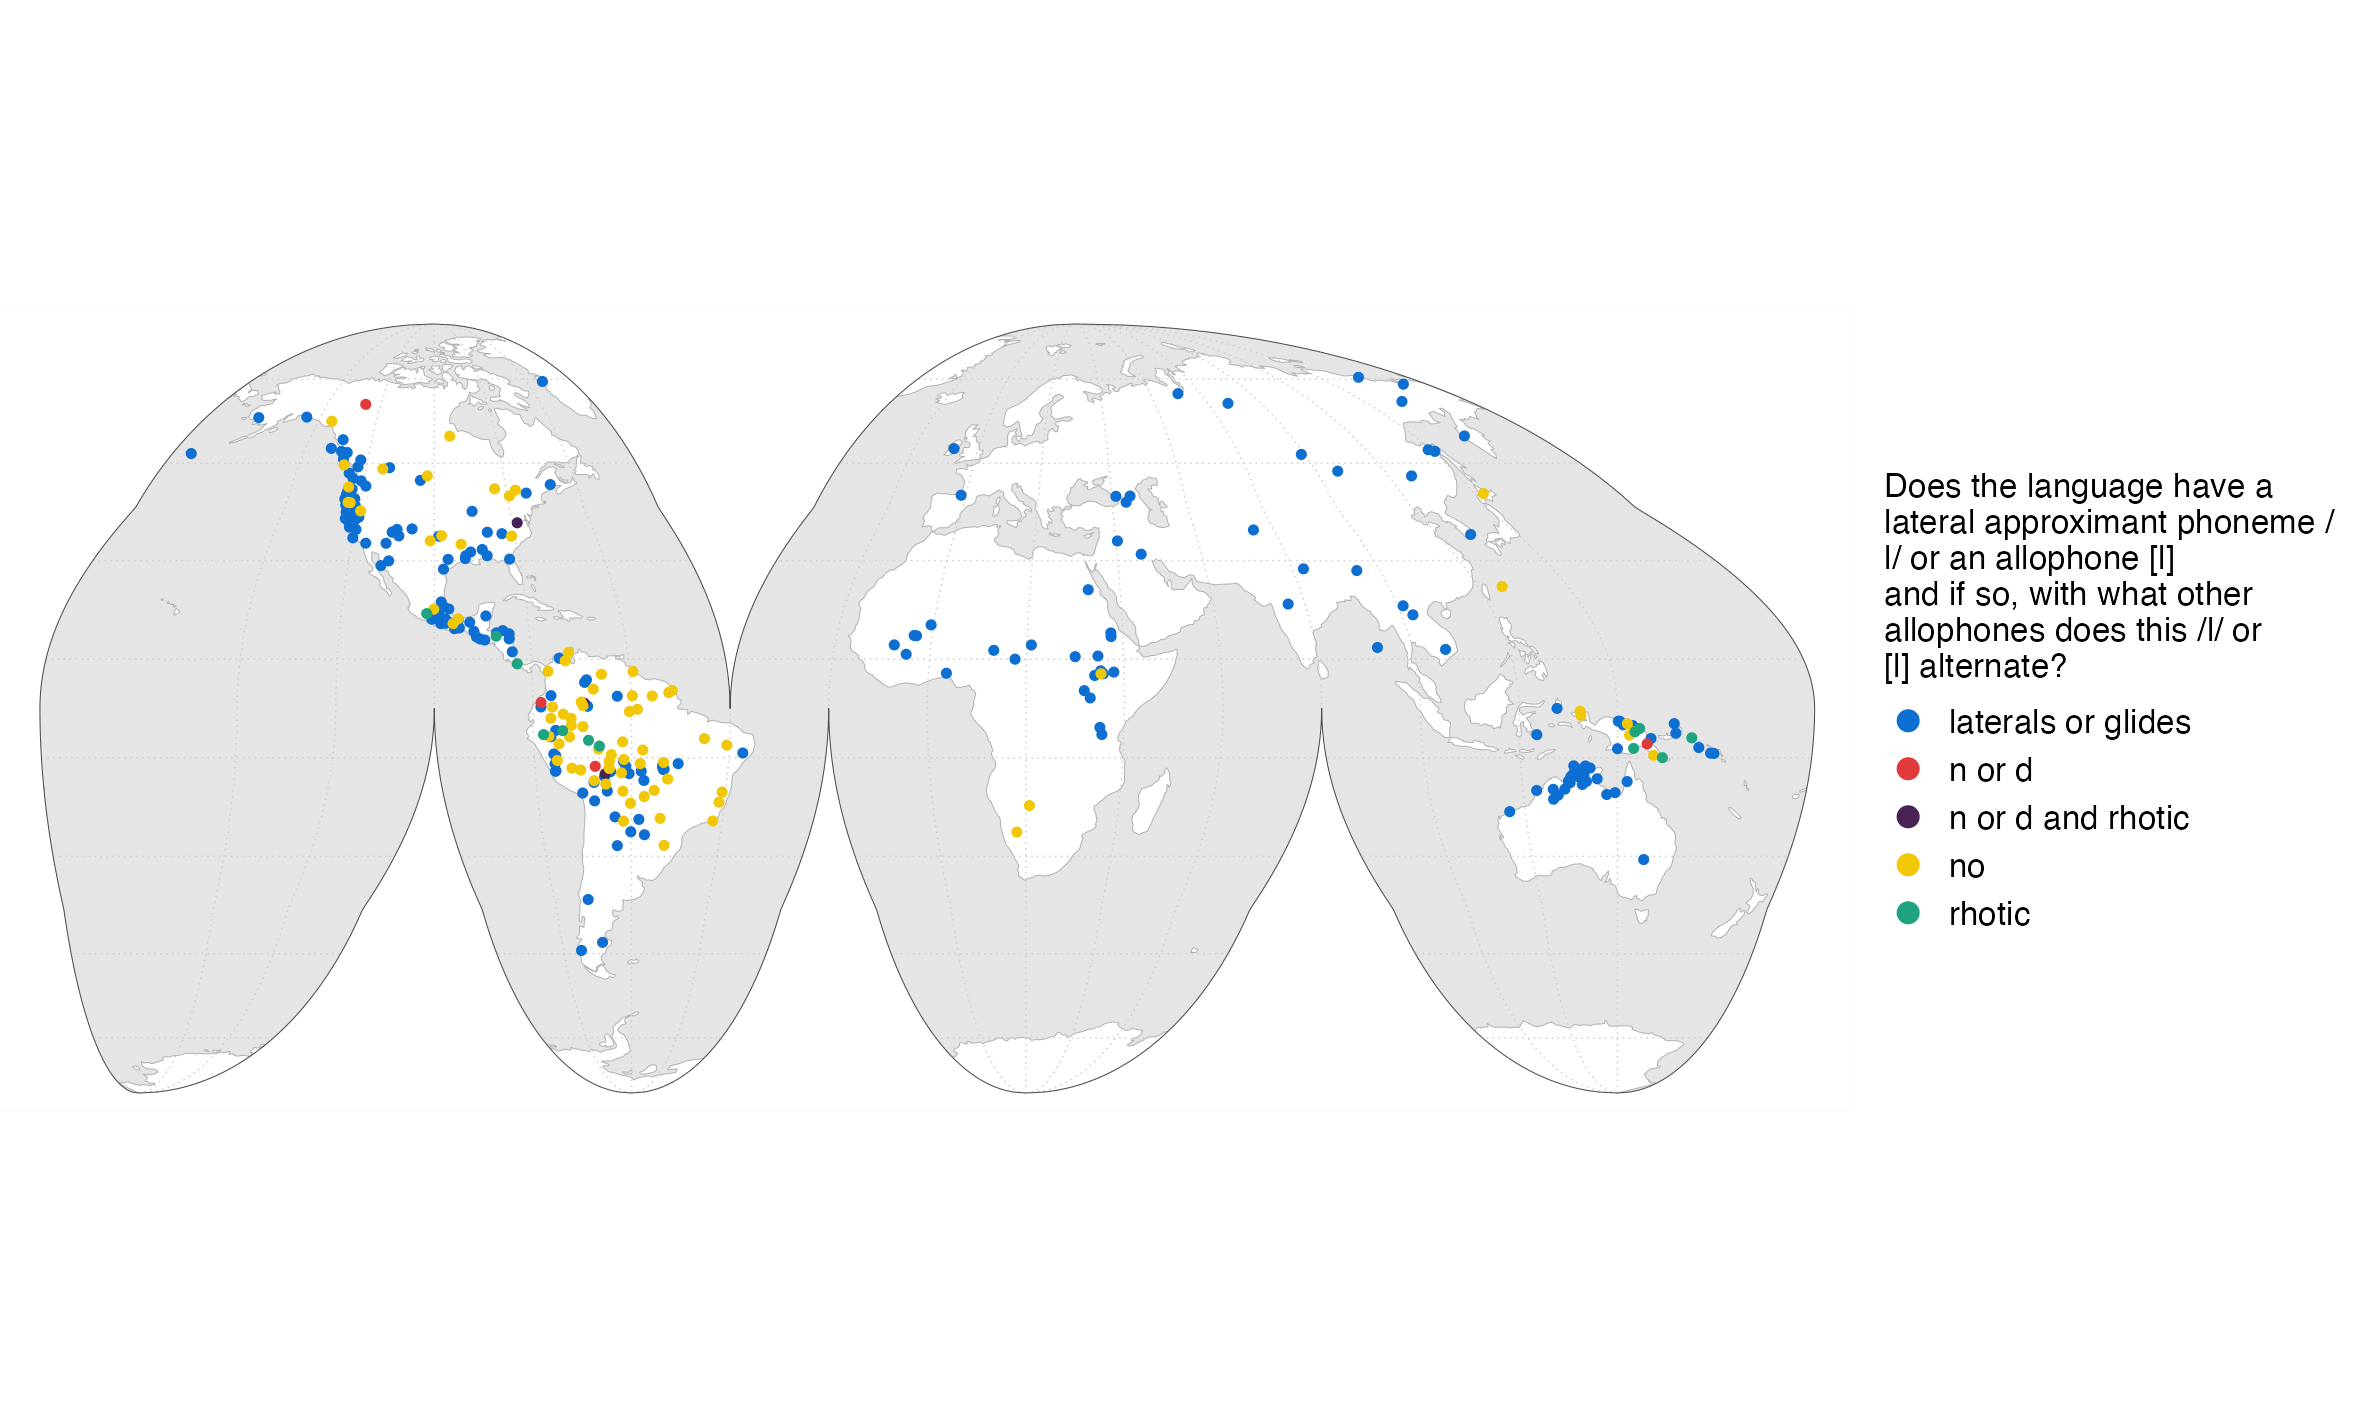 Does the language have a
lateral approximant phoneme /
l/ or an allophone [l]
and if so, with what other
allophones does this /l/ or
[l] alternate?
laterals or glides
n or d
n or d and rhotic
no
rhotic